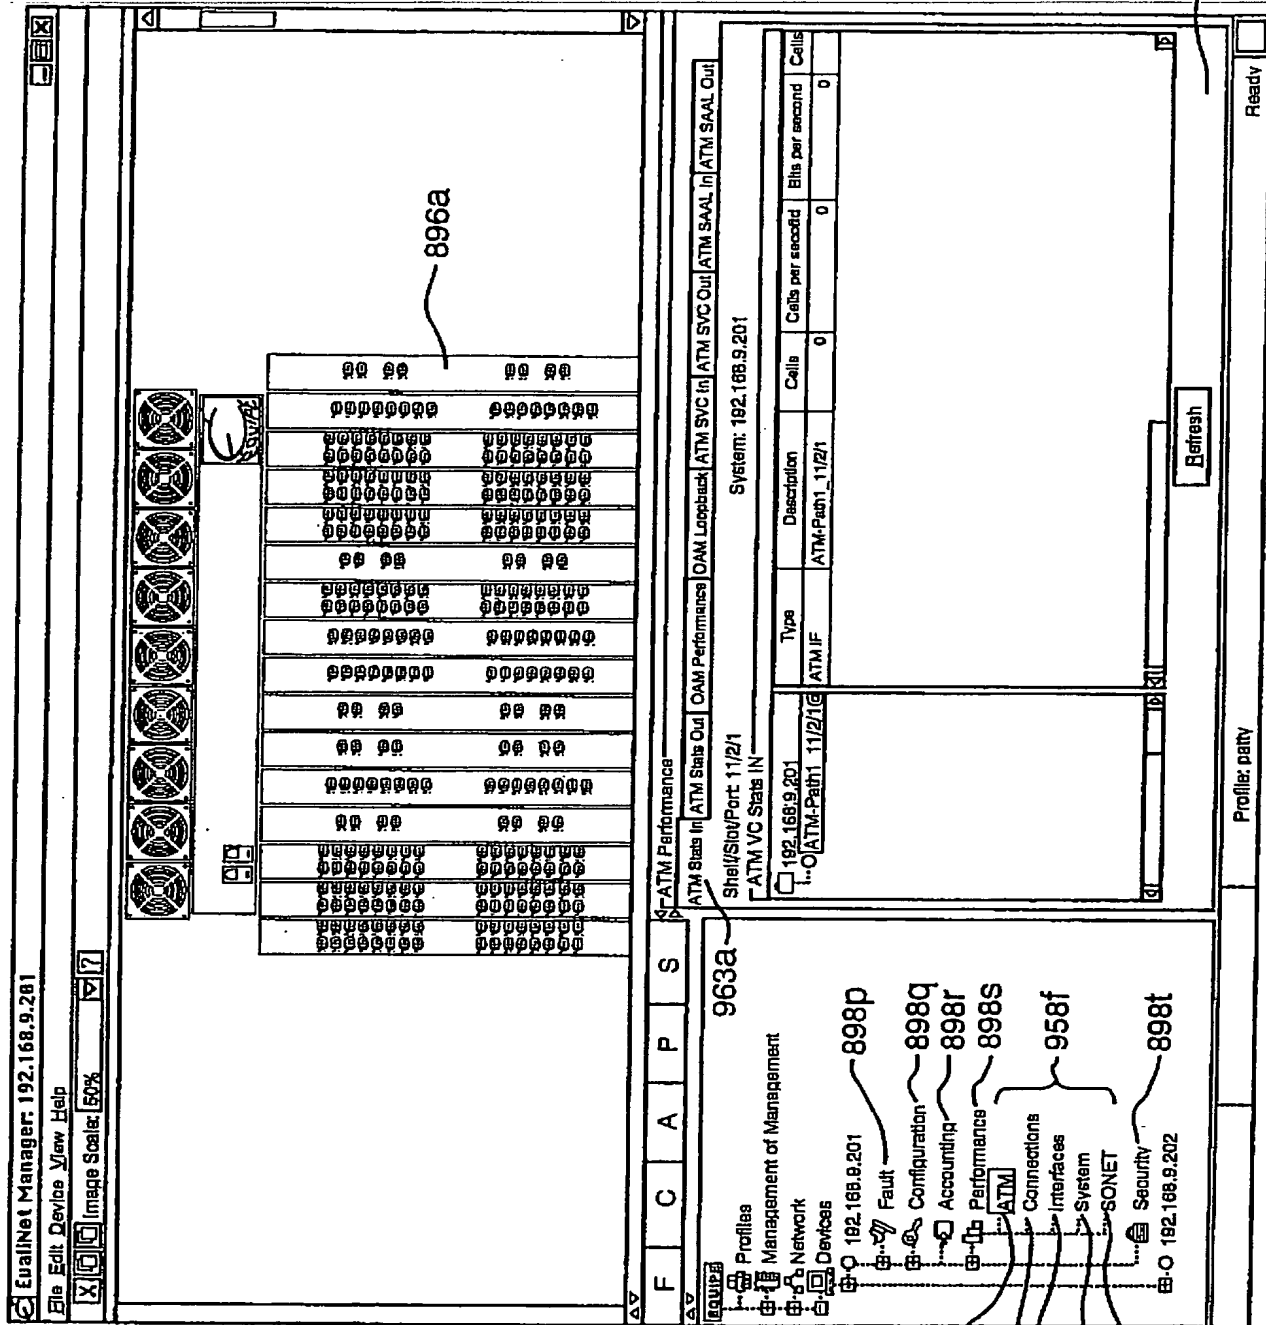 EualiNet Manager: 192.168.9.201
File Edit Device View Help
Image Scale: 50% ?
896a
F C A P S
EQUIPE
Profiles
Management of Management
Network
Devices
192.168.9.201
Fault
Configuration
Accounting
Performance
ATM
Connections
Interfaces
System
SONET
Security
192.168.9.202
898p
898q
898r
898s
958f
898t
963a
ATM Performance
ATM Stats In ATM Stats Out OAM Performance OAM Loopback ATM SVC In ATM SVC Out ATM SAAL In ATM SAAL Out
Shelf/Slot/Port: 11/2/1 System: 192.168.9.201
ATM VC Stats IN
192.168.9.201
ATM-Path1_11/2/1@
Type Description Cells Cells per second Bits per second Cells
ATM IF ATM-Path1_11/2/1 0 0 0
Refresh
Profile: patty
Ready